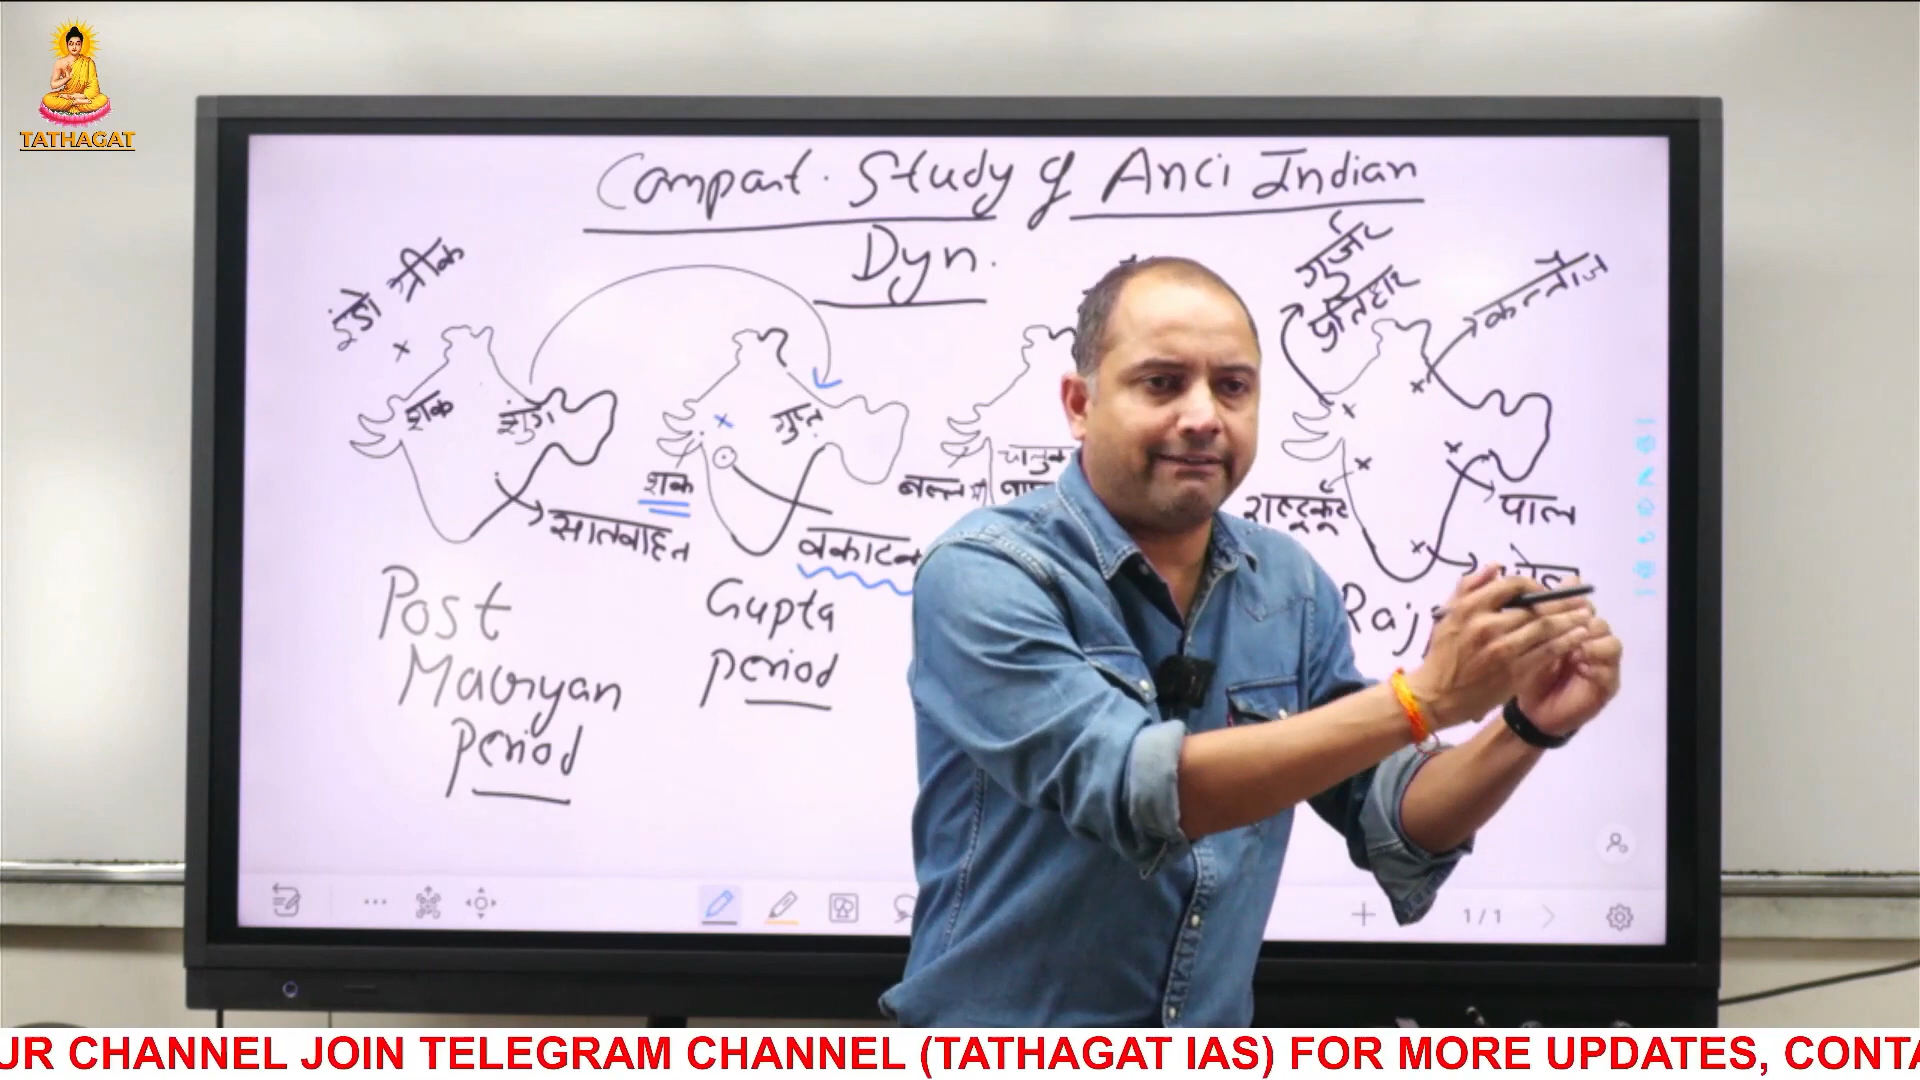 TATHAGAT
Compart. Study of Anci Indian
Dyn.
इंडो ग्रीक
शक
शुंग
सातवाहन
Post
Mauryan
Period
गुप्त
शक
वकाटक
Gupta
Period
गुर्जर
प्रतिहार
कन्नौज
राष्ट्रकूट
पाल
1/1
UR CHANNEL JOIN TELEGRAM CHANNEL (TATHAGAT IAS) FOR MORE UPDATES, CONTA